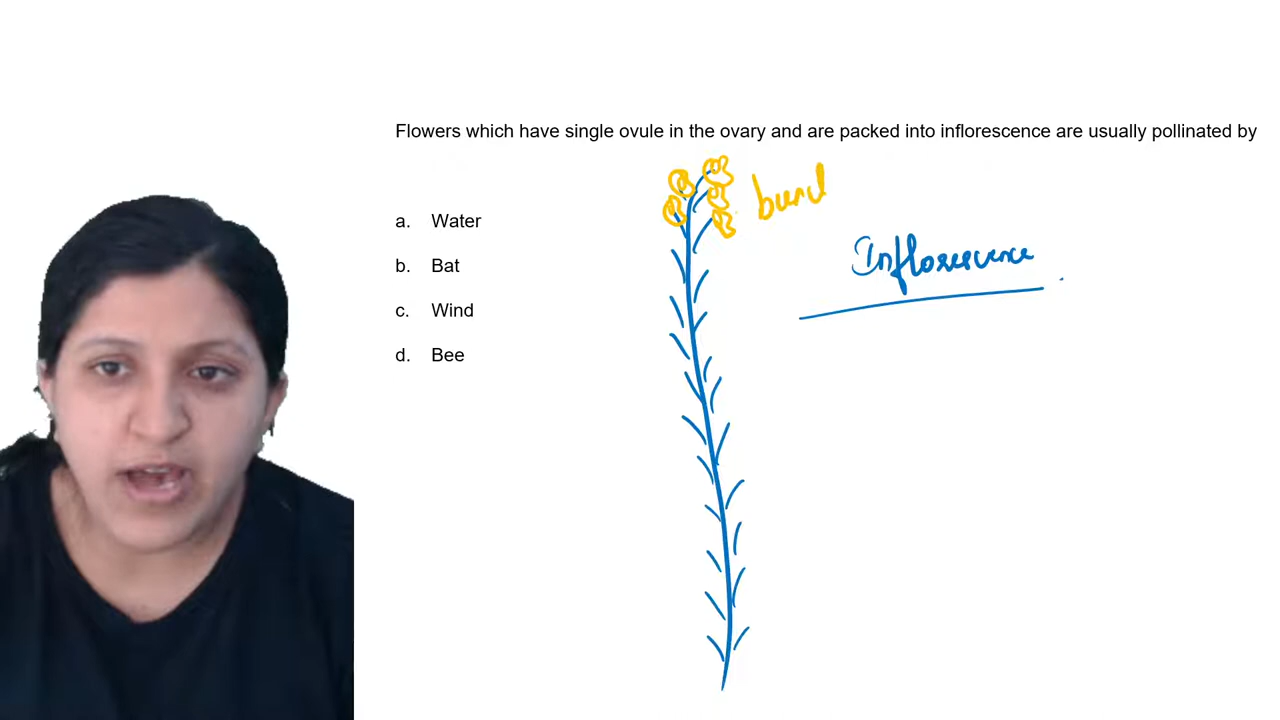 Flowers which have single ovule in the ovary and are packed into inflorescence are usually pollinated by
a. Water
b. Bat
c. Wind
d. Bee
Inflorescence